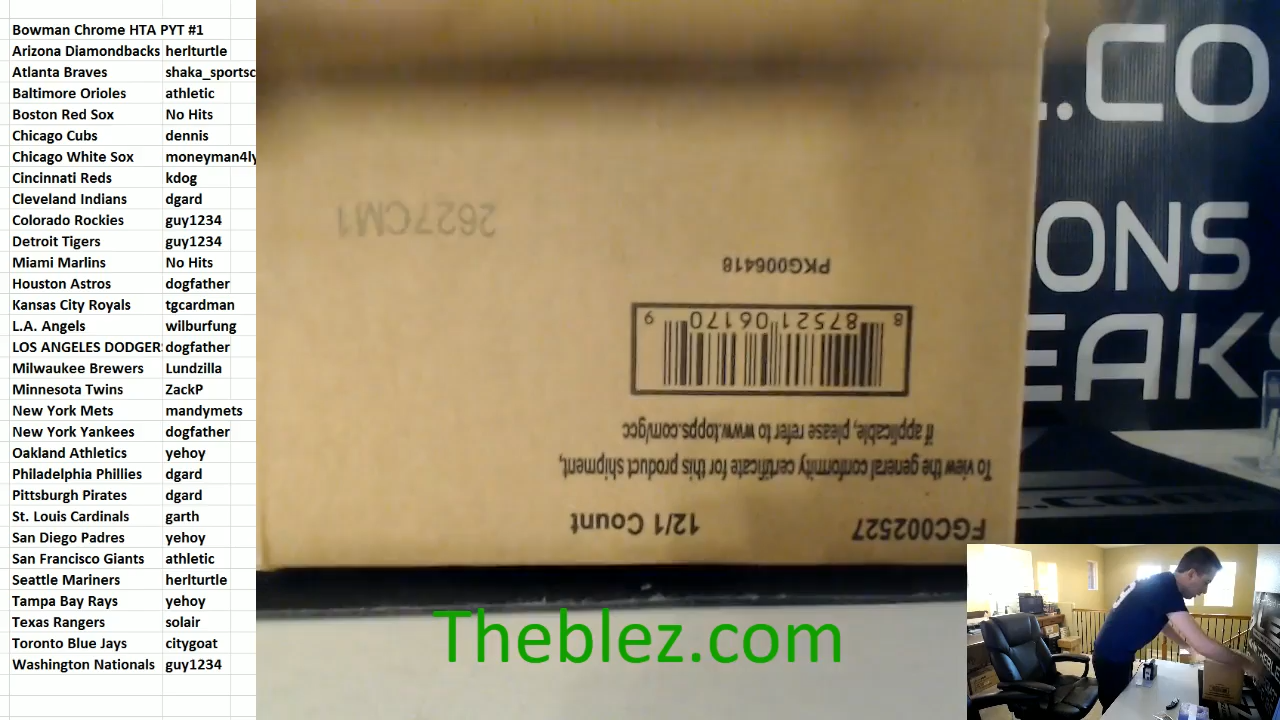 Bowman Chrome HTA PYT #1
Arizona Diamondbacks herlturtle
Atlanta Braves shaka_sportsc
Baltimore Orioles athletic
Boston Red Sox No Hits
Chicago Cubs dennis
Chicago White Sox moneyman4ly
Cincinnati Reds kdog
Cleveland Indians dgard
Colorado Rockies guy1234
Detroit Tigers guy1234
Miami Marlins No Hits
Houston Astros dogfather
Kansas City Royals tgcardman
L.A. Angels wilburfung
LOS ANGELES DODGERS dogfather
Milwaukee Brewers Lundzilla
Minnesota Twins ZackP
New York Mets mandymets
New York Yankees dogfather
Oakland Athletics yehoy
Philadelphia Phillies dgard
Pittsburgh Pirates dgard
St. Louis Cardinals garth
San Diego Padres yehoy
San Francisco Giants athletic
Seattle Mariners herlturtle
Tampa Bay Rays yehoy
Texas Rangers solair
Toronto Blue Jays citygoat
Washington Nationals guy1234
FGC002527 12/1 Count
To view the general conformity certificate for this product shipment,
if applicable, please refer to www.topps.com/gcc
8 87521 06170 9
PKG006418
2627CM1
.CO
ONS
EAKS
.com
Theblez.com